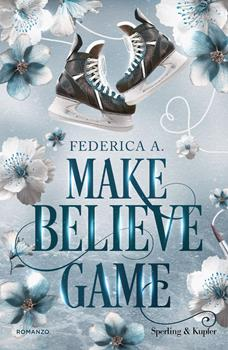 FEDERICA A.
MAKE
BELIEVE
GAME
ROMANZO
Sperling & Kupfer